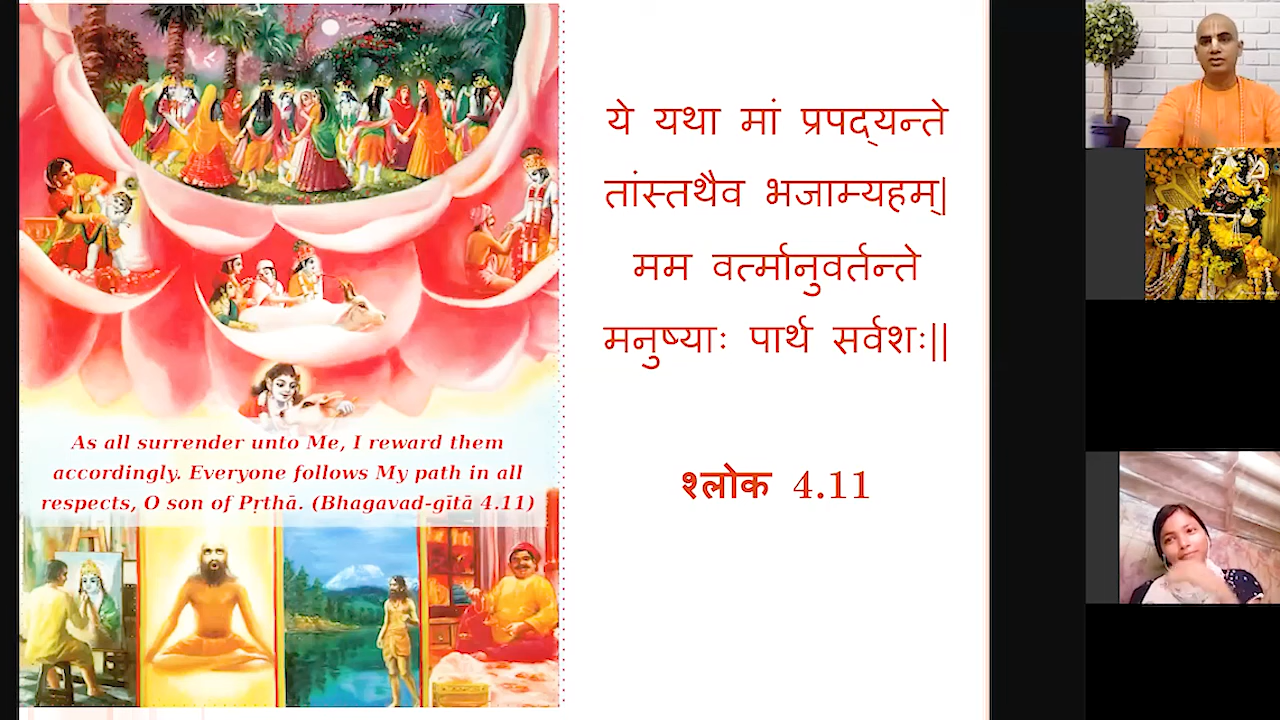 As all surrender unto Me, I reward them
accordingly. Everyone follows My path in all
respects, O son of Pṛthā. (Bhagavad-gītā 4.11)
ये यथा मां प्रपद्यन्ते
तांस्तथैव भजाम्यहम्|
मम वर्त्मानुवर्तन्ते
मनुष्याः पार्थ सर्वशः||
श्लोक 4.11